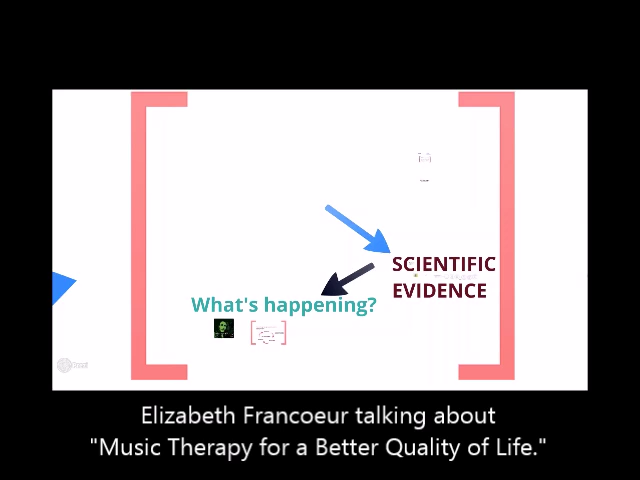 SCIENTIFIC
EVIDENCE
What's happening?
Elizabeth Francoeur talking about
"Music Therapy for a Better Quality of Life."